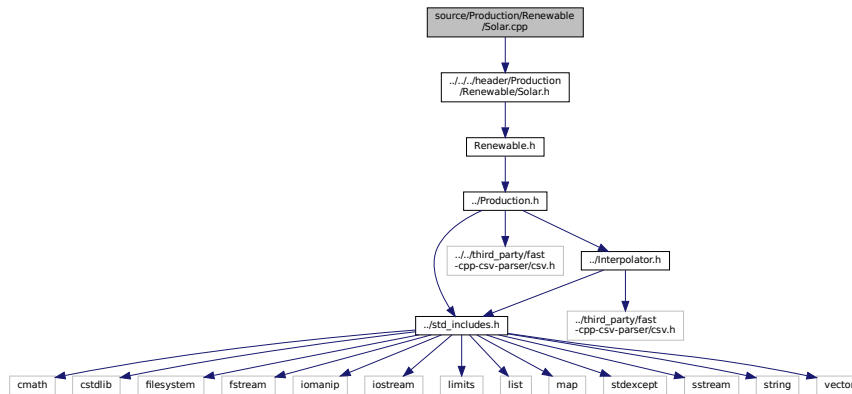 source/Production/Renewable
/Solar.cpp
../../../header/Production
/Renewable/Solar.h
Renewable.h
../Production.h
../../third_party/fast
-cpp-csv-parser/csv.h
../Interpolator.h
../third_party/fast
-cpp-csv-parser/csv.h
../std_includes.h
cmath
cstdlib
filesystem
fstream
iomanip
iostream
limits
list
map
stdexcept
sstream
string
vector